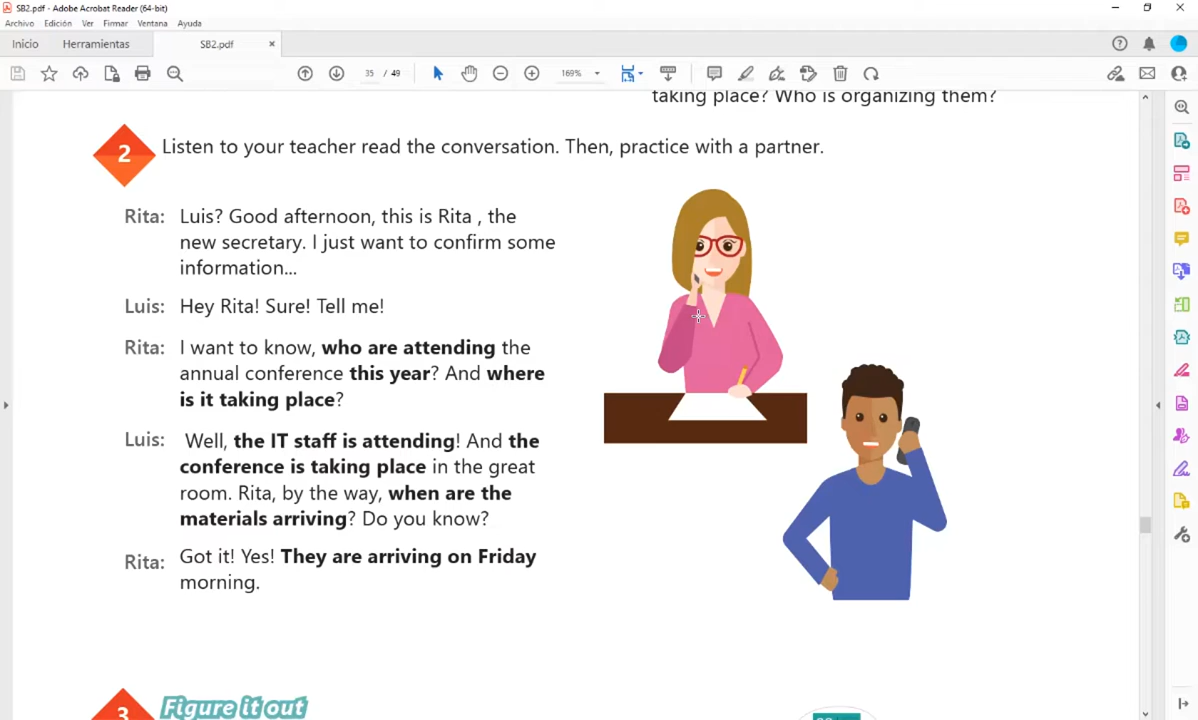 SB2.pdf - Adobe Acrobat Reader (64-bit)
Archivo Edición Ver Firmar Ventana Ayuda
Inicio Herramientas SB2.pdf ×
35 / 49 169%
taking place? Who is organizing them?
2 Listen to your teacher read the conversation. Then, practice with a partner.
Rita: Luis? Good afternoon, this is Rita , the
new secretary. I just want to confirm some
information...
Luis: Hey Rita! Sure! Tell me!
Rita: I want to know, who are attending the
annual conference this year? And where
is it taking place?
Luis: Well, the IT staff is attending! And the
conference is taking place in the great
room. Rita, by the way, when are the
materials arriving? Do you know?
Rita: Got it! Yes! They are arriving on Friday
morning.
3 Figure it out